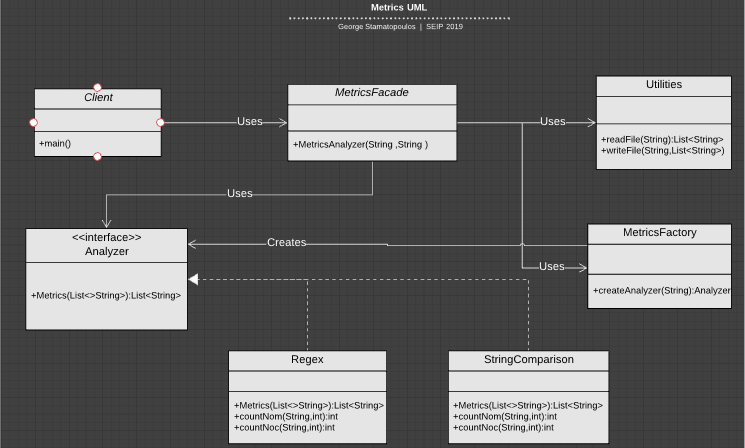 Metrics UML
George Stamatopoulos | SEIP 2019
Client
+main()
Uses
MetricsFacade
+MetricsAnalyzer(String ,String )
Uses
Utilities
+readFile(String):List<String>
+writeFile(String,List<String>)
Uses
<<interface>>
Analyzer
+Metrics(List<>String>):List<String>
Creates
Uses
MetricsFactory
+createAnalyzer(String):Analyzer
Regex
+Metrics(List<>String>):List<String>
+countNom(String,int):int
+countNoc(String,int):int
StringComparison
+Metrics(List<>String>):List<String>
+countNom(String,int):int
+countNoc(String,int):int